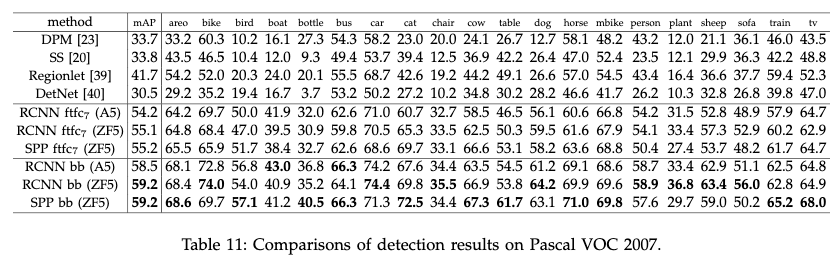 method mAP areo bike bird boat bottle bus car cat chair cow table dog horse mbike person plant sheep sofa train tv
DPM [23] 33.7 33.2 60.3 10.2 16.1 27.3 54.3 58.2 23.0 20.0 24.1 26.7 12.7 58.1 48.2 43.2 12.0 21.1 36.1 46.0 43.5
SS [20] 33.8 43.5 46.5 10.4 12.0 9.3 49.4 53.7 39.4 12.5 36.9 42.2 26.4 47.0 52.4 23.5 12.1 29.9 36.3 42.2 48.8
Regionlet [39] 41.7 54.2 52.0 20.3 24.0 20.1 55.5 68.7 42.6 19.2 44.2 49.1 26.6 57.0 54.5 43.4 16.4 36.6 37.7 59.4 52.3
DetNet [40] 30.5 29.2 35.2 19.4 16.7 3.7 53.2 50.2 27.2 10.2 34.8 30.2 28.2 46.6 41.7 26.2 10.3 32.8 26.8 39.8 47.0
RCNN ftfc₇ (A5) 54.2 64.2 69.7 50.0 41.9 32.0 62.6 71.0 60.7 32.7 58.5 46.5 56.1 60.6 66.8 54.2 31.5 52.8 48.9 57.9 64.7
RCNN ftfc₇ (ZF5) 55.1 64.8 68.4 47.0 39.5 30.9 59.8 70.5 65.3 33.5 62.5 50.3 59.5 61.6 67.9 54.1 33.4 57.3 52.9 60.2 62.9
SPP ftfc₇ (ZF5) 55.2 65.5 65.9 51.7 38.4 32.7 62.6 68.6 69.7 33.1 66.6 53.1 58.2 63.6 68.8 50.4 27.4 53.7 48.2 61.7 64.7
RCNN bb (A5) 58.5 68.1 72.8 56.8 43.0 36.8 66.3 74.2 67.6 34.4 63.5 54.5 61.2 69.1 68.6 58.7 33.4 62.9 51.1 62.5 64.8
RCNN bb (ZF5) 59.2 68.4 74.0 54.0 40.9 35.2 64.1 74.4 69.8 35.5 66.9 53.8 64.2 69.9 69.6 58.9 36.8 63.4 56.0 62.8 64.9
SPP bb (ZF5) 59.2 68.6 69.7 57.1 41.2 40.5 66.3 71.3 72.5 34.4 67.3 61.7 63.1 71.0 69.8 57.6 29.7 59.0 50.2 65.2 68.0
Table 11: Comparisons of detection results on Pascal VOC 2007.